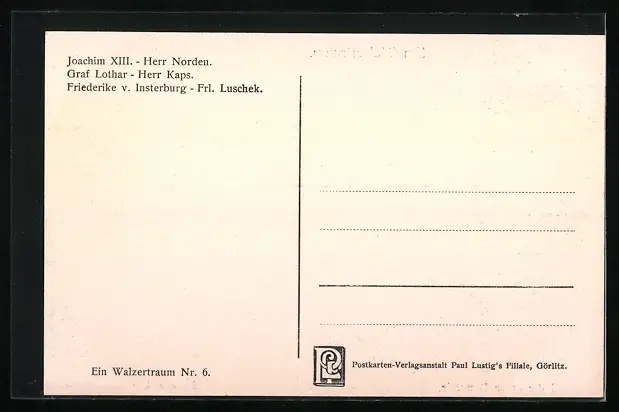 Joachim XIII. - Herr Norden.
Graf Lothar - Herr Kaps.
Friederike v. Insterburg - Frl. Luschek.
Ein Walzertraum Nr. 6.
Postkarten-Verlagsanstalt Paul Lustig's Filiale, Görlitz.